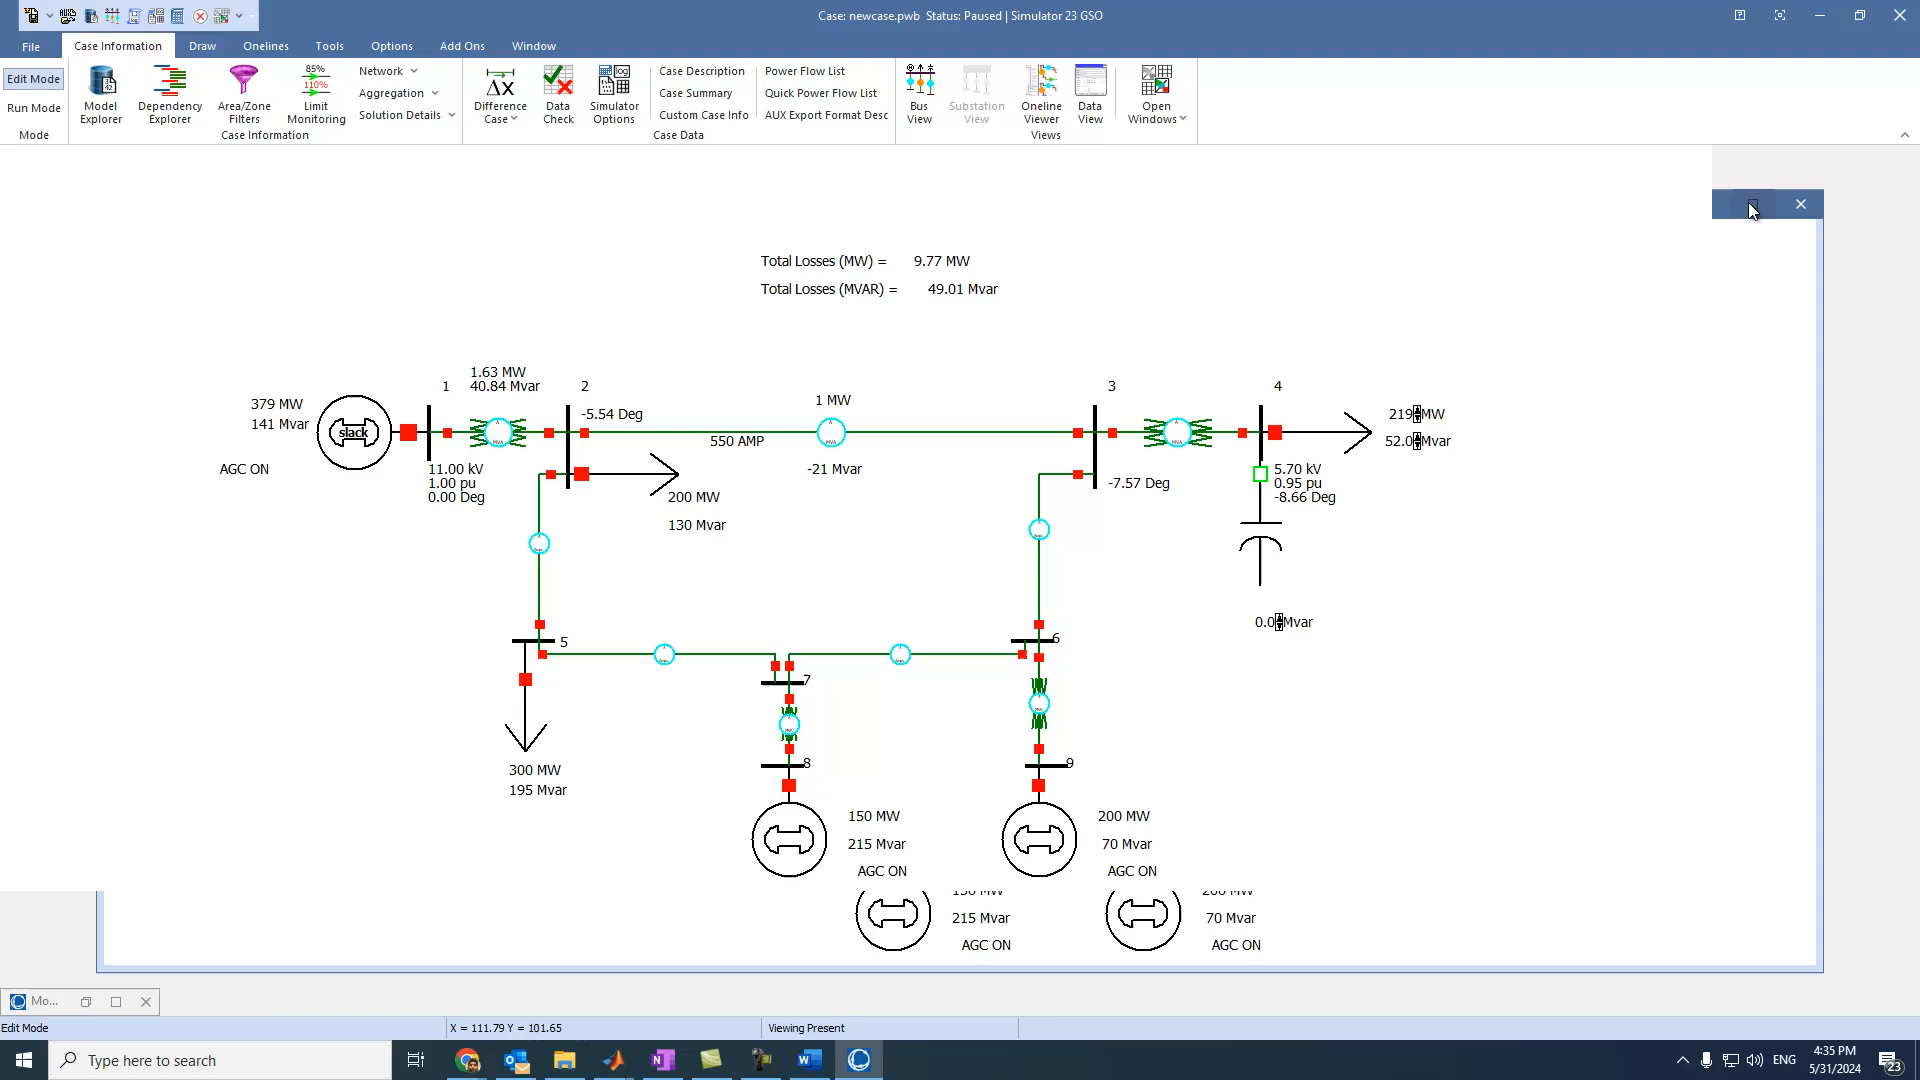 Case: newcase.pwb  Status: Paused | Simulator 23 GSO
File
Case Information
Draw
Onelines
Tools
Options
Add Ons
Window
Edit Mode
Run Mode
Mode
Model Explorer
Dependency Explorer
Area/Zone Filters
85%
110%
Limit Monitoring
Network
Aggregation
Solution Details
Case Information
ΔX
Difference Case
Data Check
Simulator Options
Case Description
Case Summary
Custom Case Info
Power Flow List
Quick Power Flow List
AUX Export Format Desc
Case Data
Bus View
Substation View
Oneline Viewer
Data View
Open Windows
Views
Total Losses (MW) = 9.77 MW
Total Losses (MVAR) = 49.01 Mvar
379 MW
141 Mvar
AGC ON
slack
1
1.63 MW
40.84 Mvar
11.00 kV
1.00 pu
0.00 Deg
2
-5.54 Deg
200 MW
130 Mvar
1 MW
550 AMP
-21 Mvar
3
-7.57 Deg
4
219 MW
52.0 Mvar
5.70 kV
0.95 pu
-8.66 Deg
0.0 Mvar
5
300 MW
195 Mvar
7
6
8
150 MW
215 Mvar
AGC ON
9
200 MW
70 Mvar
AGC ON
215 Mvar
AGC ON
70 Mvar
AGC ON
Mo...
Edit Mode
X = 111.79 Y = 101.65
Viewing Present
Type here to search
ENG
4:35 PM
5/31/2024
23